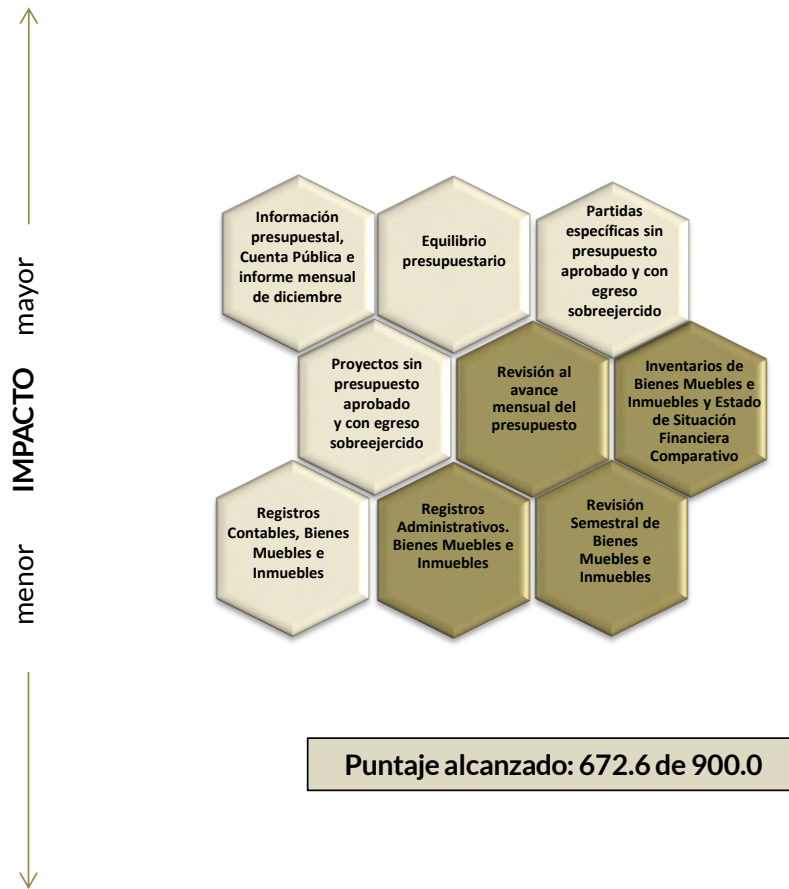 mayor
IMPACTO
menor
Información
presupuestal,
Cuenta Pública e
informe mensual
de diciembre
Equilibrio
presupuestario
Partidas
específicas sin
presupuesto
aprobado y con
egreso
sobreejercido
Proyectos sin
presupuesto
aprobado
y con egreso
sobreejercido
Revisión al
avance
mensual del
presupuesto
Inventarios de
Bienes Muebles e
Inmuebles y Estado
de Situación
Financiera
Comparativo
Registros
Contables, Bienes
Muebles e
Inmuebles
Registros
Administrativos.
Bienes Muebles e
Inmuebles
Revisión
Semestral de
Bienes
Muebles e
Inmuebles
Puntaje alcanzado: 672.6 de 900.0